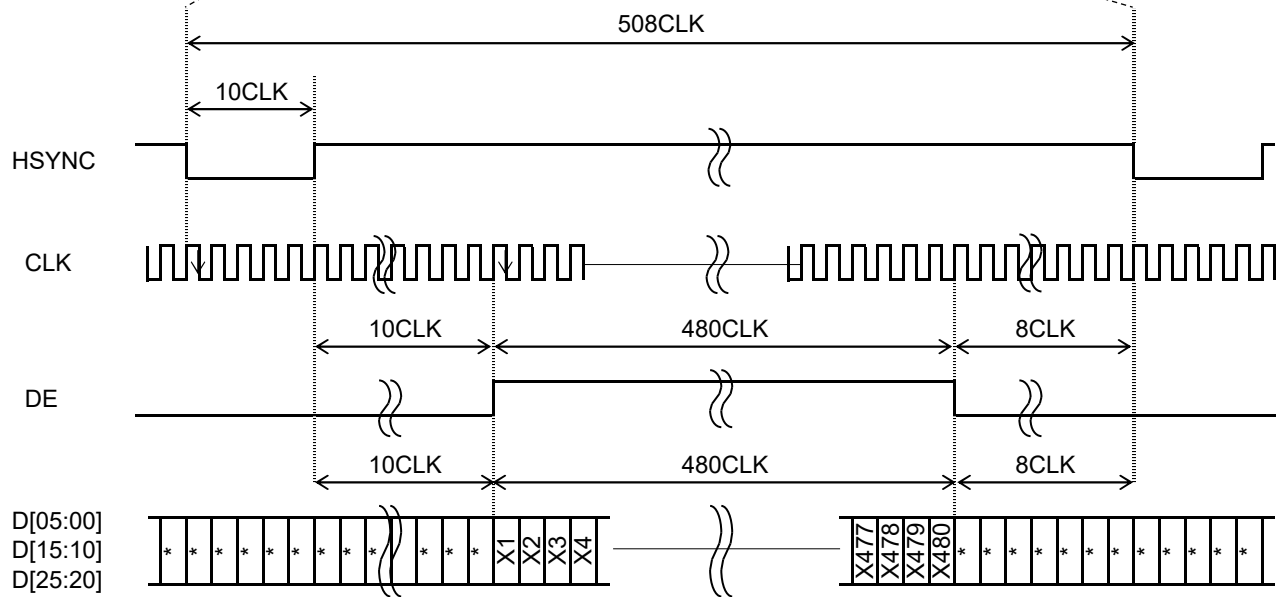 508CLK
10CLK
HSYNC
CLK
10CLK 480CLK 8CLK
DE
10CLK 480CLK 8CLK
D[05:00]
D[15:10]
D[25:20]
* * * * * * * * * * * * X1 X2 X3 X4 X477 X478 X479 X480 * * * * * * * * * * * *